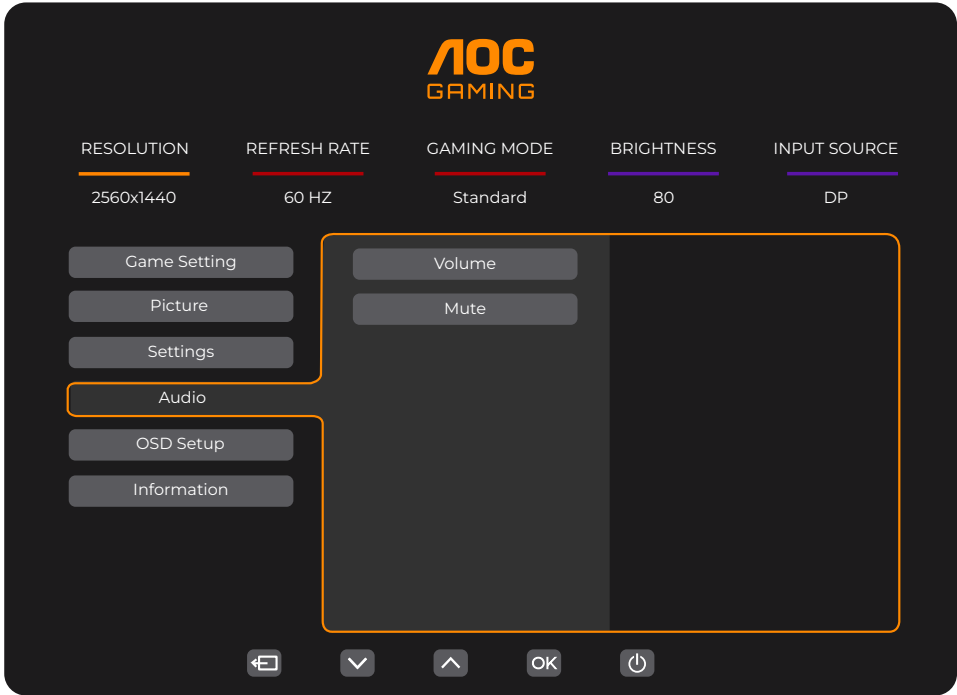 AOC
GAMING
RESOLUTION REFRESH RATE GAMING MODE BRIGHTNESS INPUT SOURCE
2560x1440 60 HZ Standard 80 DP
Game Setting
Volume
Picture
Mute
Settings
Audio
OSD Setup
Information
OK